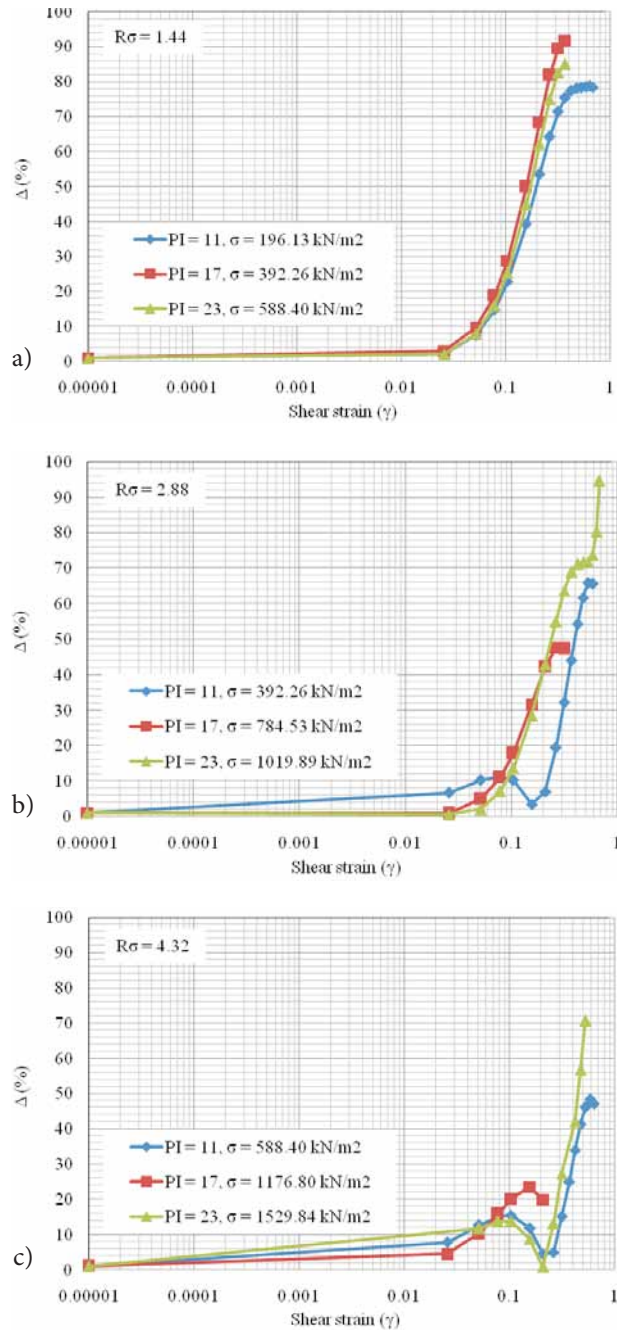 100
90
80
70
60
50
40
30
20
10
0
Δ (%)
Rσ = 1.44
PI = 11, σ = 196.13 kN/m2
PI = 17, σ = 392.26 kN/m2
PI = 23, σ = 588.40 kN/m2
a)
0.00001 0.0001 0.01 0.1 1
Shear strain (γ)
100
90
80
70
60
50
40
30
20
10
0
Δ (%)
Rσ = 2.88
PI = 11, σ = 392.26 kN/m2
PI = 17, σ = 784.53 kN/m2
PI = 23, σ = 1019.89 kN/m2
b)
0.00001 0.0001 0.01 0.1 1
Shear strain (γ)
100
90
80
70
60
50
40
30
20
10
0
Δ (%)
Rσ = 4.32
PI = 11, σ = 588.40 kN/m2
PI = 17, σ = 1176.80 kN/m2
PI = 23, σ = 1529.84 kN/m2
c)
0.00001 0.0001 0.01 0.1 1
Shear strain (γ)